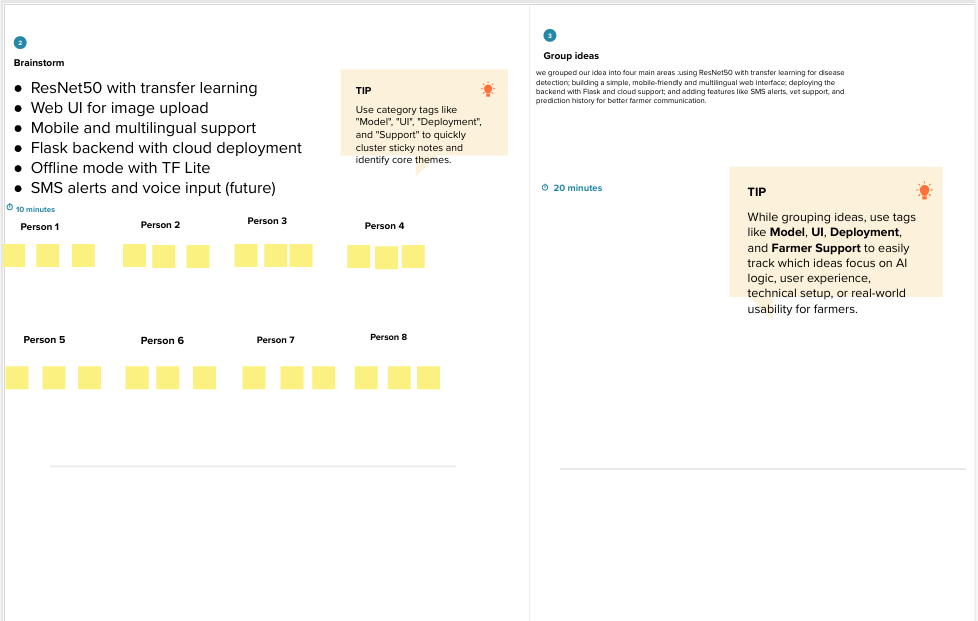 2
Brainstorm
● ResNet50 with transfer learning
● Web UI for image upload
● Mobile and multilingual support
● Flask backend with cloud deployment
● Offline mode with TF Lite
● SMS alerts and voice input (future)
TIP
Use category tags like
"Model", "UI", "Deployment",
and "Support" to quickly
cluster sticky notes and
identify core themes.
10 minutes
Person 1
Person 2
Person 3
Person 4
Person 5
Person 6
Person 7
Person 8
3
Group ideas
we grouped our idea into four main areas :using ResNet50 with transfer learning for disease
detection; building a simple, mobile-friendly and multilingual web interface; deploying the
backend with Flask and cloud support; and adding features like SMS alerts, vet support, and
prediction history for better farmer communication.
20 minutes
TIP
While grouping ideas, use tags
like Model, UI, Deployment,
and Farmer Support to easily
track which ideas focus on AI
logic, user experience,
technical setup, or real-world
usability for farmers.